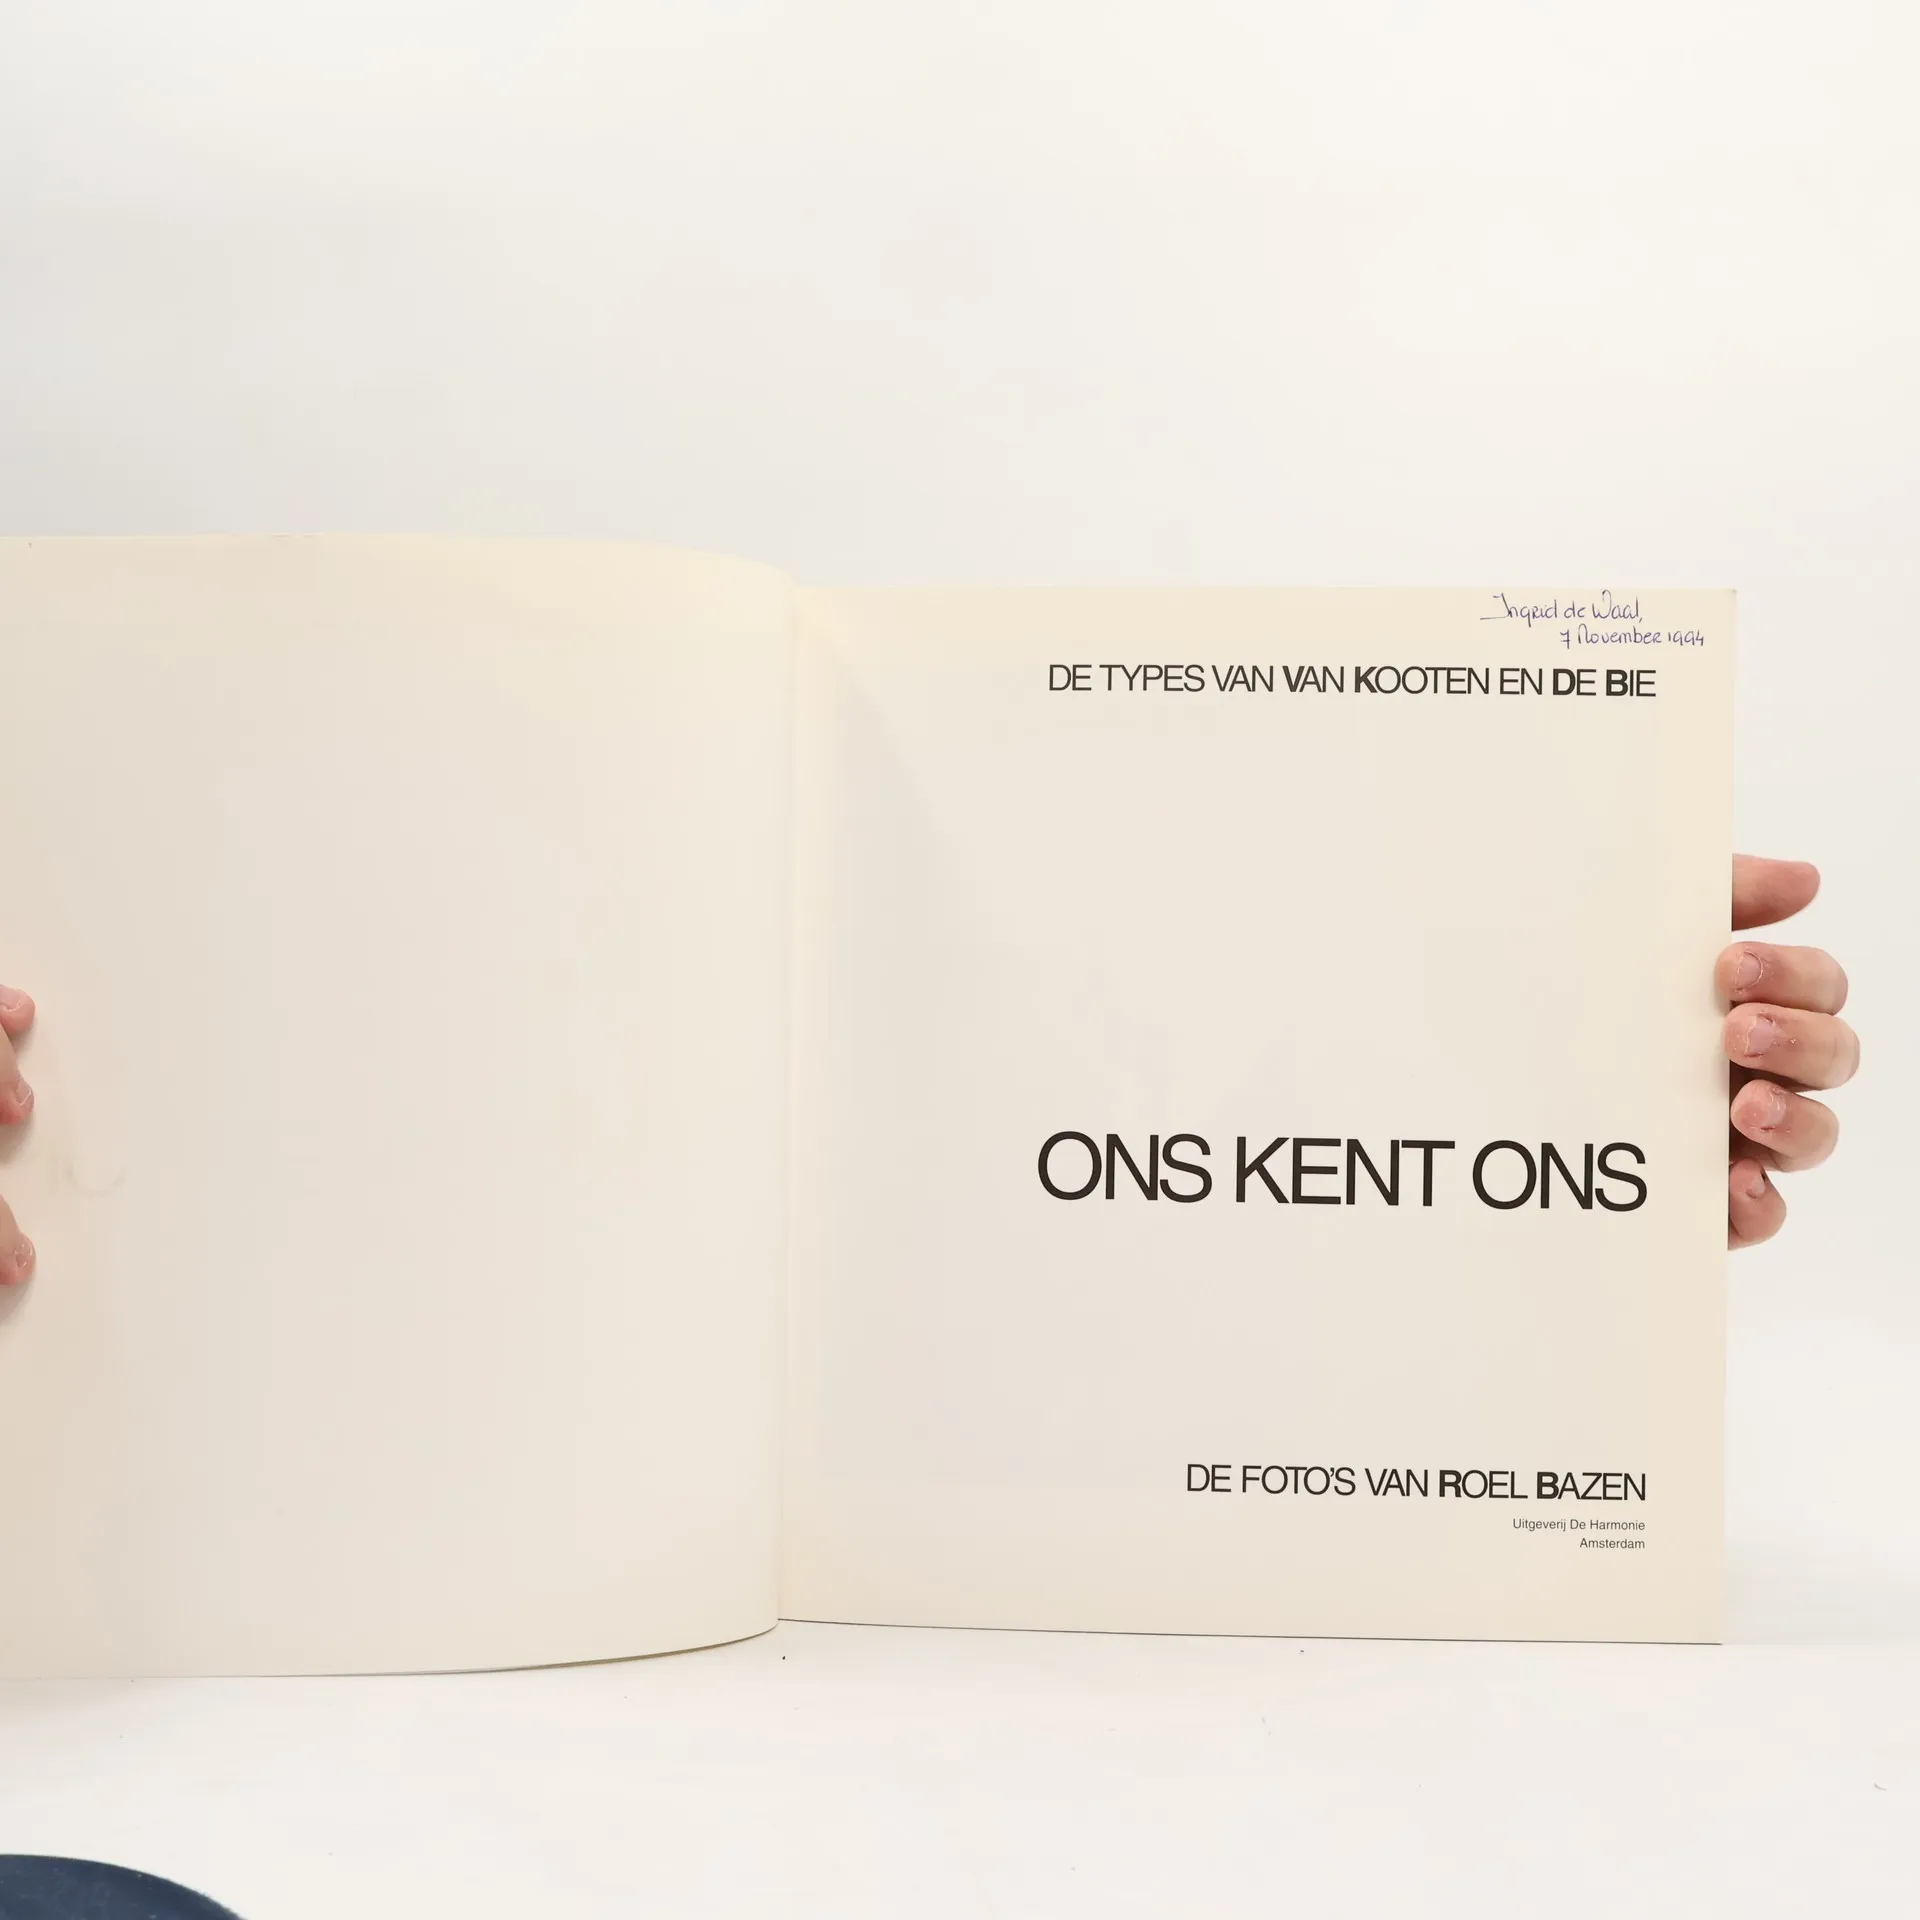 Ingrid de Waal,
7 November 1994
DE TYPES VAN VAN KOOTEN EN DE BIE
ONS KENT ONS
DE FOTO'S VAN ROEL BAZEN
Uitgeverij De Harmonie
Amsterdam